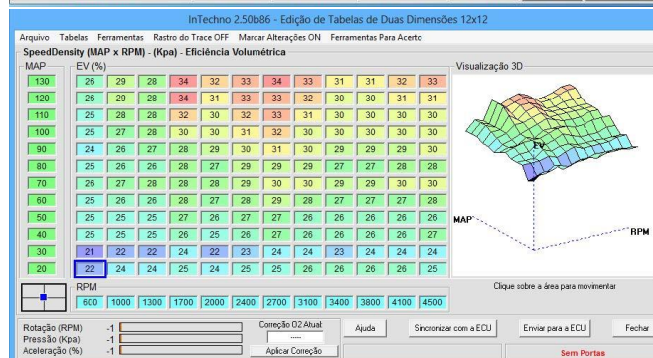 InTechno 2.50b86 - Edição de Tabelas de Duas Dimensões 12x12
Arquivo Tabelas Ferramentas Rastro do Trace OFF Marcar Alterações ON Ferramentas Para Acerto
SpeedDensity (MAP x RPM) - (Kpa) - Eficiência Volumétrica
MAP EV (%) Visualização 3D
130 26 29 28 34 32 33 34 33 31 31 32 33
120 26 29 28 34 31 33 33 32 30 30 31 31
110 25 28 28 32 30 32 33 31 30 30 30 30
100 25 27 28 30 30 31 32 30 30 30 30 30
90 24 26 27 28 29 30 31 30 29 29 29 30
80 25 26 26 28 27 29 29 29 27 27 28 28
70 26 27 28 28 28 29 30 30 29 29 30 30
60 25 26 26 28 27 28 29 28 27 27 27 28
50 25 25 25 27 26 27 27 26 26 26 26 26
40 25 25 25 26 26 27 26 26 26 26 26 27
30 21 22 22 24 22 23 24 24 23 24 24 24
20 22 24 24 25 24 25 25 26 26 26 26 25
EV
MAP RPM
RPM
600 1000 1300 1700 2000 2400 2700 3100 3400 3800 4100 4500
Clique sobre a área para movimentar
Rotação (RPM) -1
Pressão (Kpa) -1
Aceleração (%) -1
Correção O2 Atual:
-----
Aplicar Correção
Ajuda Sincronizar com a ECU Enviar para a ECU Fechar
Sem Portas